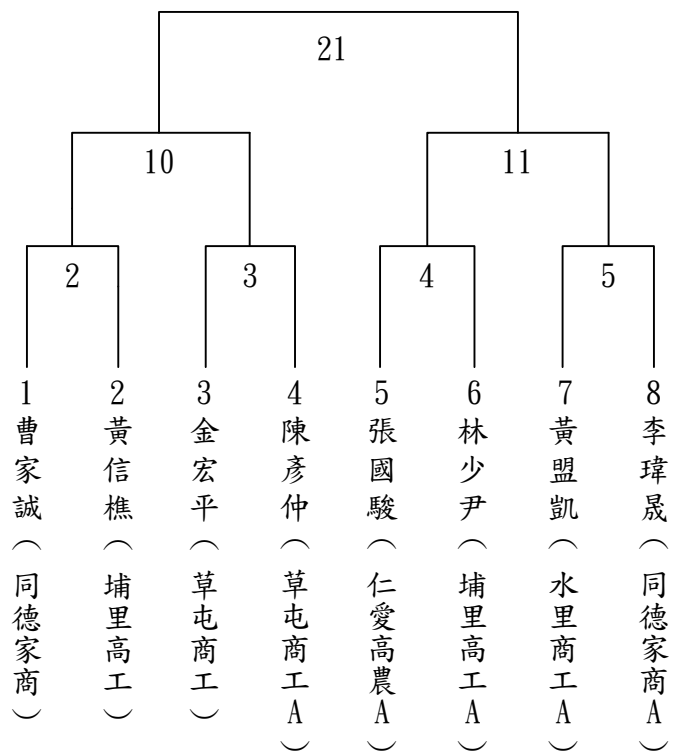 21
10
11
2
3
4
5
1曹家誠(同德家商)
2黃信樵(埔里高工)
3金宏平(草屯商工)
4陳彥仲(草屯商工A)
5張國駿(仁愛高農A)
6林少尹(埔里高工A)
7黃盟凱(水里商工A)
8李瑋晟(同德家商A)